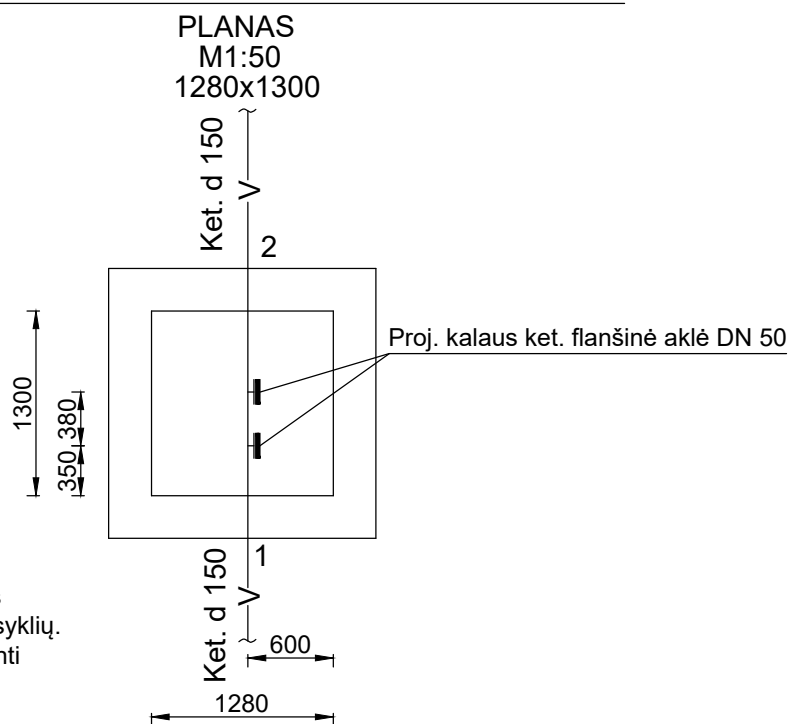 PLANAS
M1:50
1280x1300
Ket. d 150
V
2
Proj. kalaus ket. flanšinė aklė DN 50
1300
380
350
1
Ket. d 150
V
syklių.
nti
600
1280